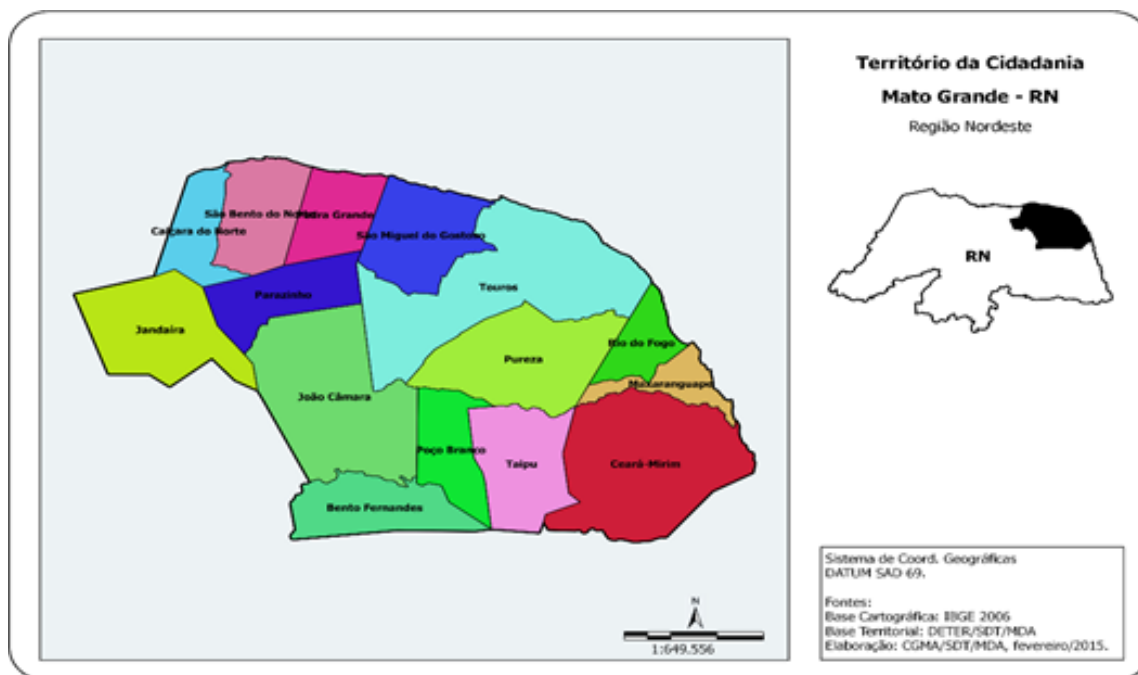 Território da Cidadania
Mato Grande - RN
Região Nordeste
São Bento do Norte
Pedra Grande
Caiçara do Norte
São Miguel do Gostoso
Parazinho
Touros
Jandaíra
Rio do Fogo
Pureza
Maxaranguape
João Câmara
Poço Branco
Taipu
Ceará-Mirim
Bento Fernandes
RN
N
1:649.556
Sistema de Coord. Geográficas
DATUM SAD 69.
Fontes:
Base Cartográfica: IBGE 2006
Base Territorial: DETER/SDT/MDA
Elaboração: CGMA/SDT/MDA, fevereiro/2015.